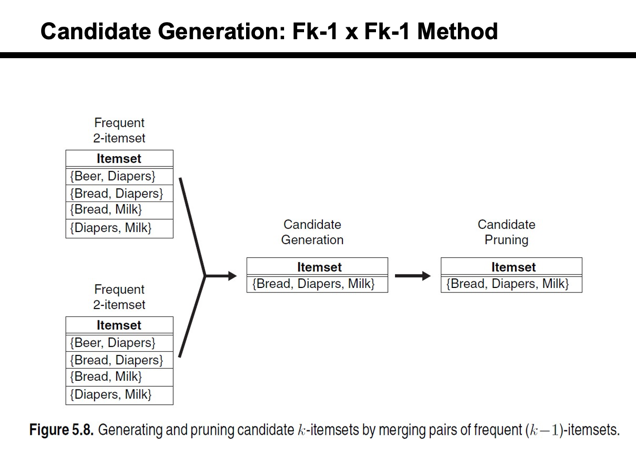 Candidate Generation: Fk-1 x Fk-1 Method
Frequent
2-itemset
Itemset
{Beer, Diapers}
{Bread, Diapers}
{Bread, Milk}
{Diapers, Milk}
Frequent
2-itemset
Itemset
{Beer, Diapers}
{Bread, Diapers}
{Bread, Milk}
{Diapers, Milk}
Candidate
Generation
Itemset
{Bread, Diapers, Milk}
Candidate
Pruning
Itemset
{Bread, Diapers, Milk}
Figure 5.8. Generating and pruning candidate k-itemsets by merging pairs of frequent (k−1)-itemsets.